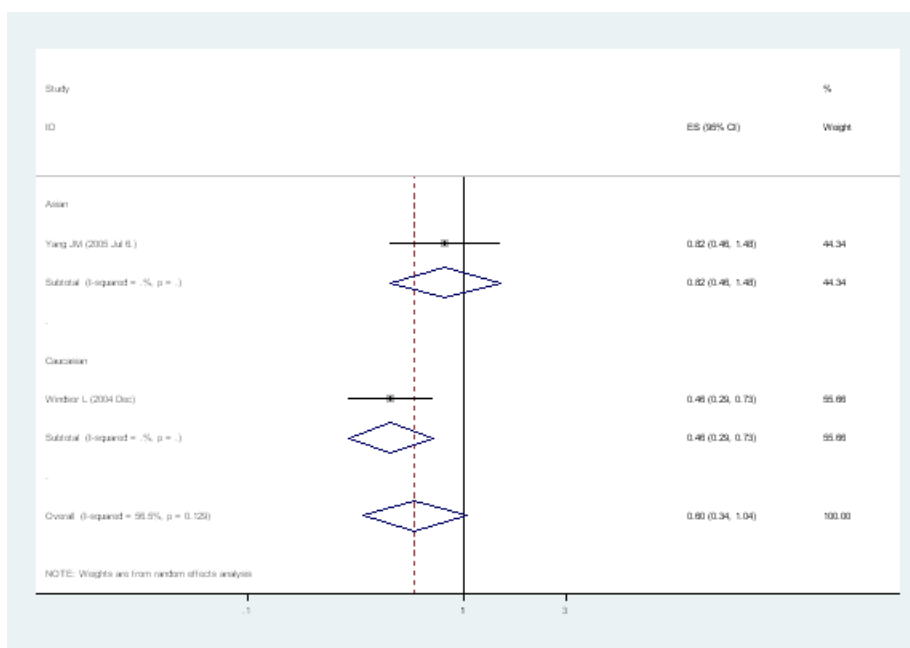 Study %
ID ES (95% CI) Weight
Asian
Yang JM (2005 Jul 6.) 0.82 (0.46, 1.48) 44.34
Subtotal (I-squared = .%, p = .) 0.82 (0.46, 1.48) 44.34
.
Caucasian
Windsor L (2004 Dec) 0.46 (0.29, 0.73) 55.66
Subtotal (I-squared = .%, p = .) 0.46 (0.29, 0.73) 55.66
.
Overall (I-squared = 56.5%, p = 0.129) 0.60 (0.34, 1.04) 100.00
NOTE: Weights are from random effects analysis
.1 1 3